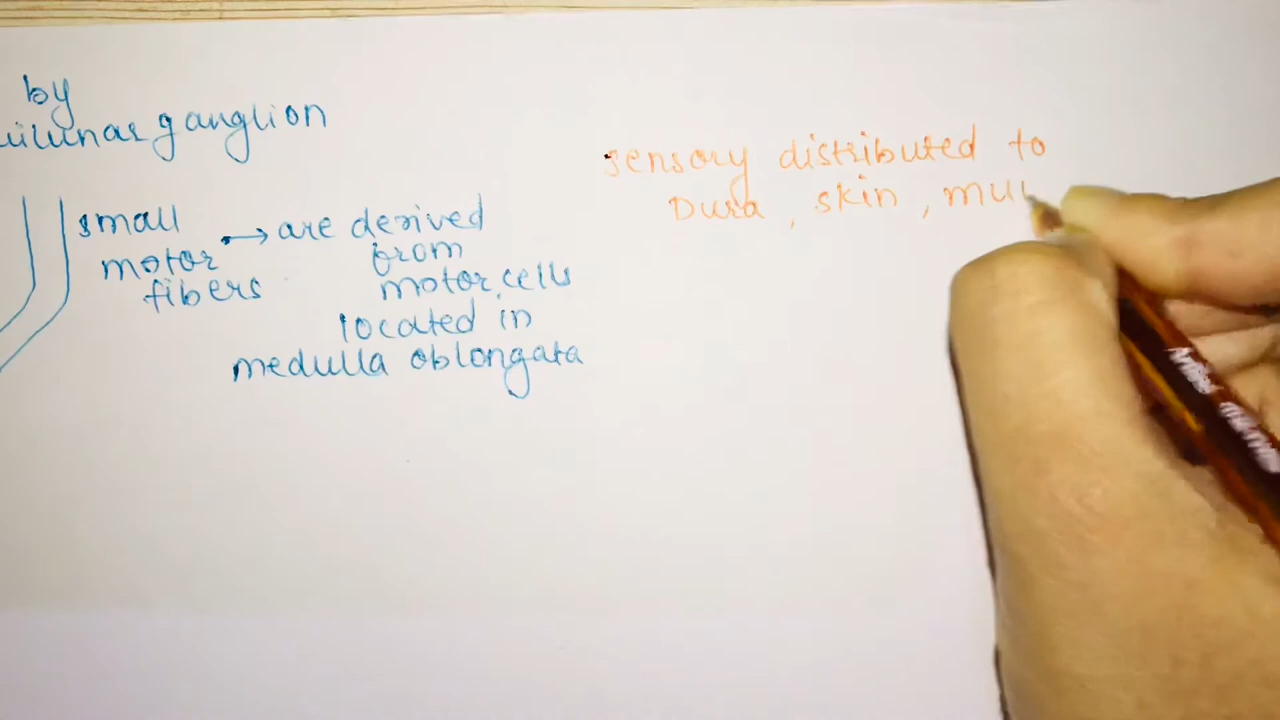 by
ganglion
small
motor → are derived
fibers from
motor cells
located in
medulla oblongata
sensory distributed to
Dura, skin, mu